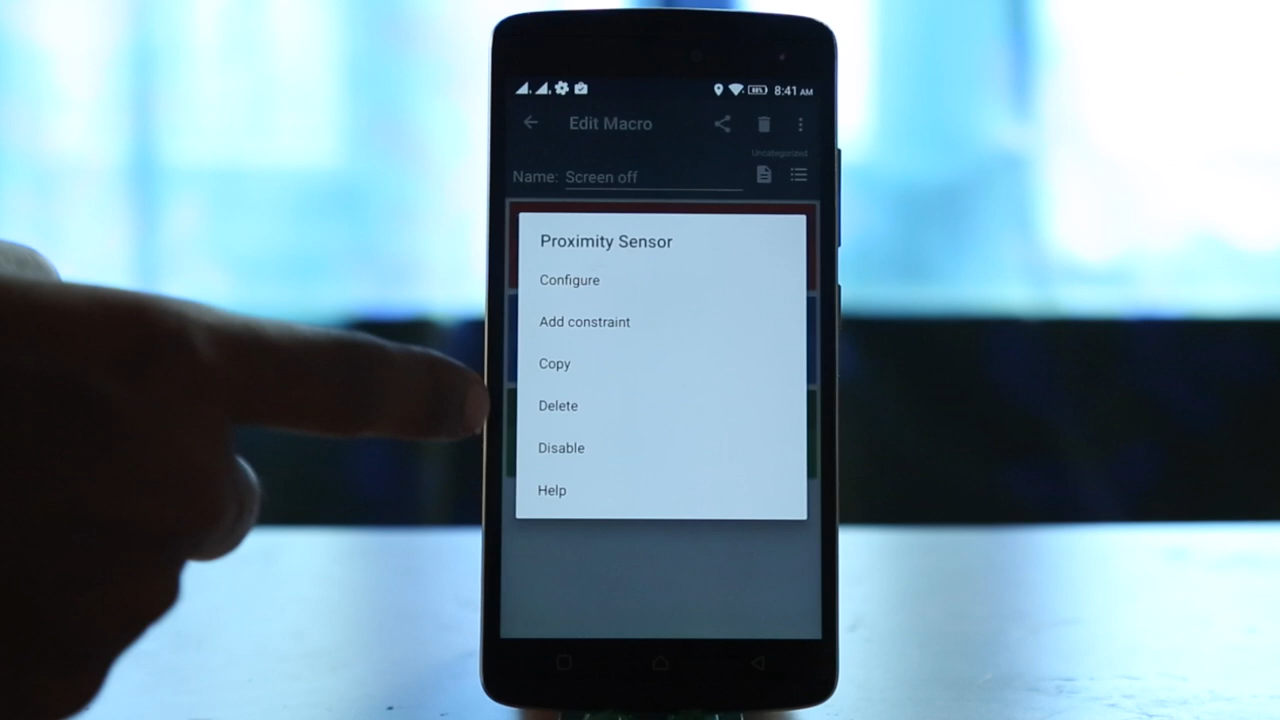 8:41 AM
Edit Macro
Uncategorized
Name: Screen off
Proximity Sensor
Configure
Add constraint
Copy
Delete
Disable
Help